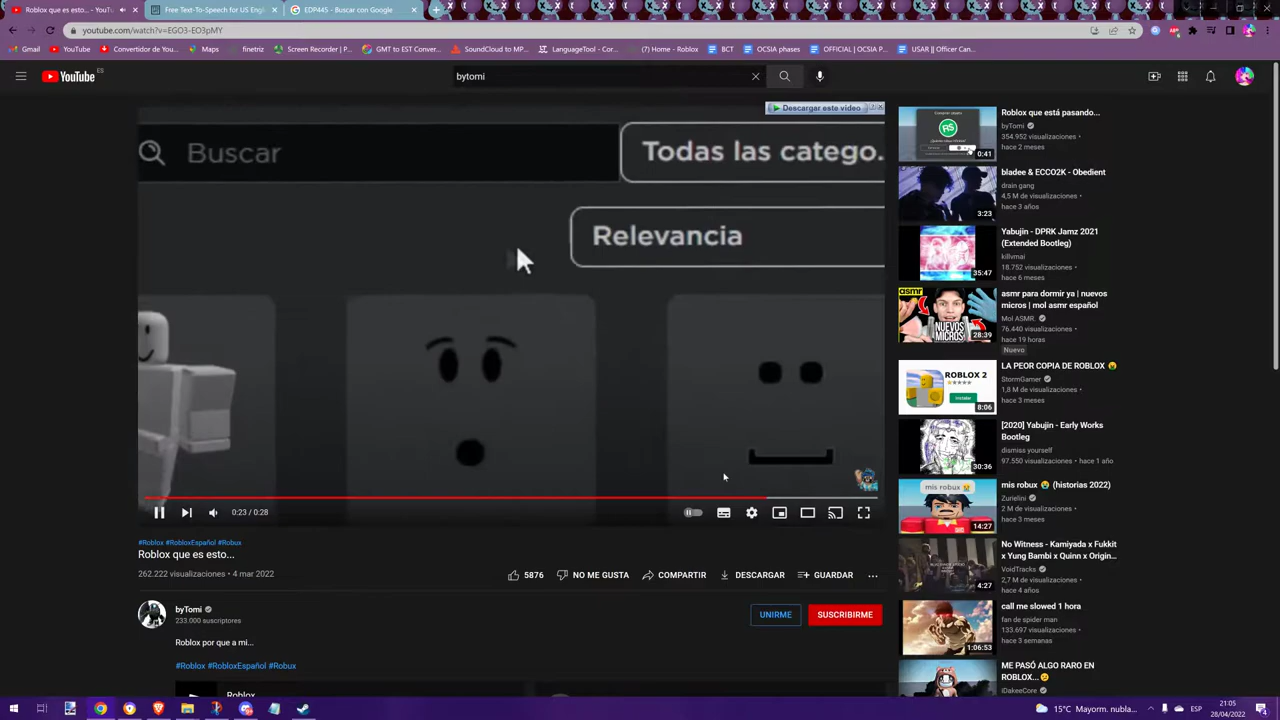 Roblox que es esto... - YouTu
Free Text-To-Speech for US Engl
EDP44S - Buscar con Google
youtube.com/watch?v=EGO3-EO3pMY
Gmail
YouTube
Maps
finetriz
Screen Recorder | P...
GMT to EST Conver...
SoundCloud to MP...
LanguageTool - Cor...
(7) Home - Roblox
BCT
OCSIA phases
OFFICIAL | OCSIA P...
USAR || Officer Can...
YouTube ES
bytomi
Descargar este video
Buscar
Todas las catego.
Relevancia
0:23 / 0:28
#Roblox #RobloxEspañol #Robux
Roblox que es esto...
262.222 visualizaciones • 4 mar 2022
5876
NO ME GUSTA
COMPARTIR
DESCARGAR
GUARDAR
byTomi
233.000 suscriptores
UNIRME
SUSCRIBIRME
Roblox por que a mi...
#Roblox #RobloxEspañol #Robux
Roblox
0:41
Roblox que está pasando...
byTomi
354.952 visualizaciones •
hace 2 meses
3:23
bladee & ECCO2K - Obedient
drain gang
4,5 M de visualizaciones •
hace 3 años
35:47
Yabujin - DPRK Jamz 2021
(Extended Bootleg)
killvmai
18.752 visualizaciones •
hace 6 meses
asmr
NUEVOS
MICROS
28:39
asmr para dormir ya | nuevos
micros | mol asmr español
Mol ASMR.
76.440 visualizaciones •
hace 19 horas
Nuevo
ROBLOX 2
Instalar
8:06
LA PEOR COPIA DE ROBLOX
StormGamer
1,8 M de visualizaciones •
hace 3 meses
30:36
[2020] Yabujin - Early Works
Bootleg
dismiss yourself
97.550 visualizaciones • hace 1 año
mis robux
14:27
mis robux (historias 2022)
Zurielini
2 M de visualizaciones •
hace 3 meses
4:27
No Witness - Kamiyada x Fukkit
x Yung Bambi x Quinn x Origin...
VoidTracks
2,7 M de visualizaciones •
hace 4 años
1:06:53
call me slowed 1 hora
fan de spider man
133.697 visualizaciones •
hace 3 semanas
ME PASÓ ALGO RARO EN
ROBLOX...
iDakeeCore
15°C Mayorm. nubla...
ESP
21:05
28/04/2022
4